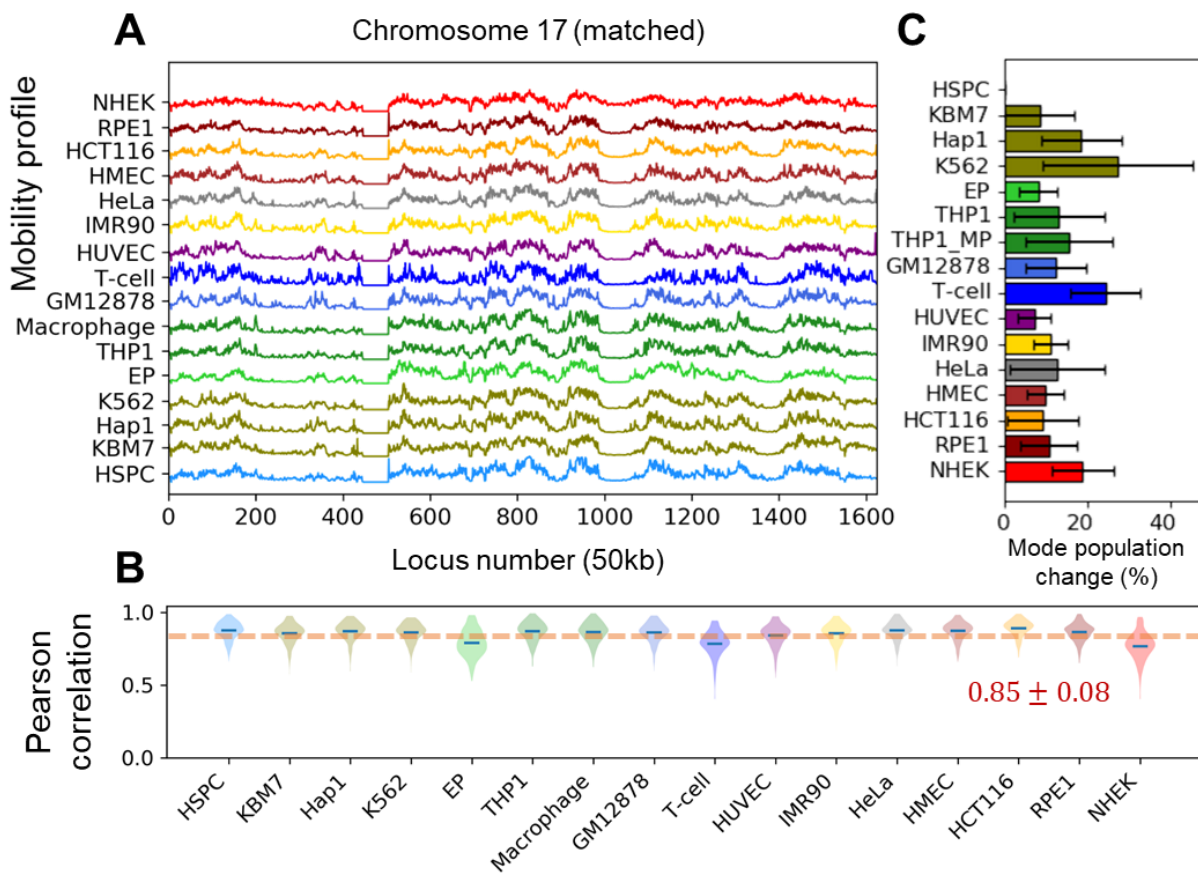 A
Chromosome 17 (matched)
Mobility profile
NHEK
RPE1
HCT116
HMEC
HeLa
IMR90
HUVEC
T-cell
GM12878
Macrophage
THP1
EP
K562
Hap1
KBM7
HSPC
0 200 400 600 800 1000 1200 1400 1600
Locus number (50kb)
C
HSPC
KBM7
Hap1
K562
EP
THP1
THP1_MP
GM12878
T-cell
HUVEC
IMR90
HeLa
HMEC
HCT116
RPE1
NHEK
0 20 40
Mode population
change (%)
B
Pearson
correlation
1.0
0.5
0.0
0.85 ± 0.08
HSPC
KBM7
Hap1
K562
EP
THP1
Macrophage
GM12878
T-cell
HUVEC
IMR90
HeLa
HMEC
HCT116
RPE1
NHEK